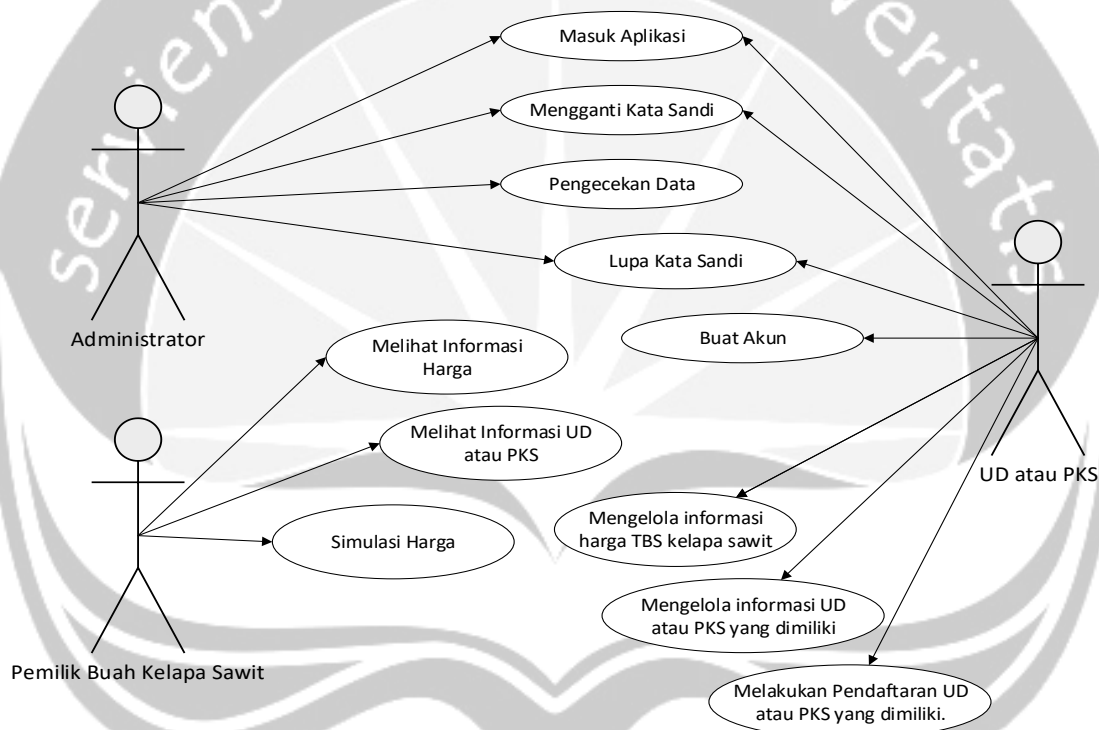 serviens
veritatis
Masuk Aplikasi
Mengganti Kata Sandi
Pengecekan Data
Lupa Kata Sandi
Administrator
Buat Akun
Melihat Informasi
Harga
Melihat Informasi UD
atau PKS
UD atau PKS
Simulasi Harga
Mengelola informasi
harga TBS kelapa sawit
Mengelola informasi UD
atau PKS yang dimiliki
Pemilik Buah Kelapa Sawit
Melakukan Pendaftaran UD
atau PKS yang dimiliki.